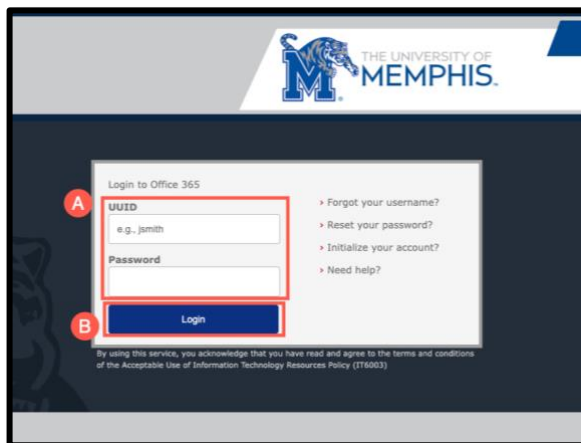 THE UNIVERSITY OF
MEMPHIS.
M
Login to Office 365
A
UUID
e.g., jsmith
Password
B
Login
› Forgot your username?
› Reset your password?
› Initialize your account?
› Need help?
By using this service, you acknowledge that you have read and agree to the terms and conditions
of the Acceptable Use of Information Technology Resources Policy (IT6003)